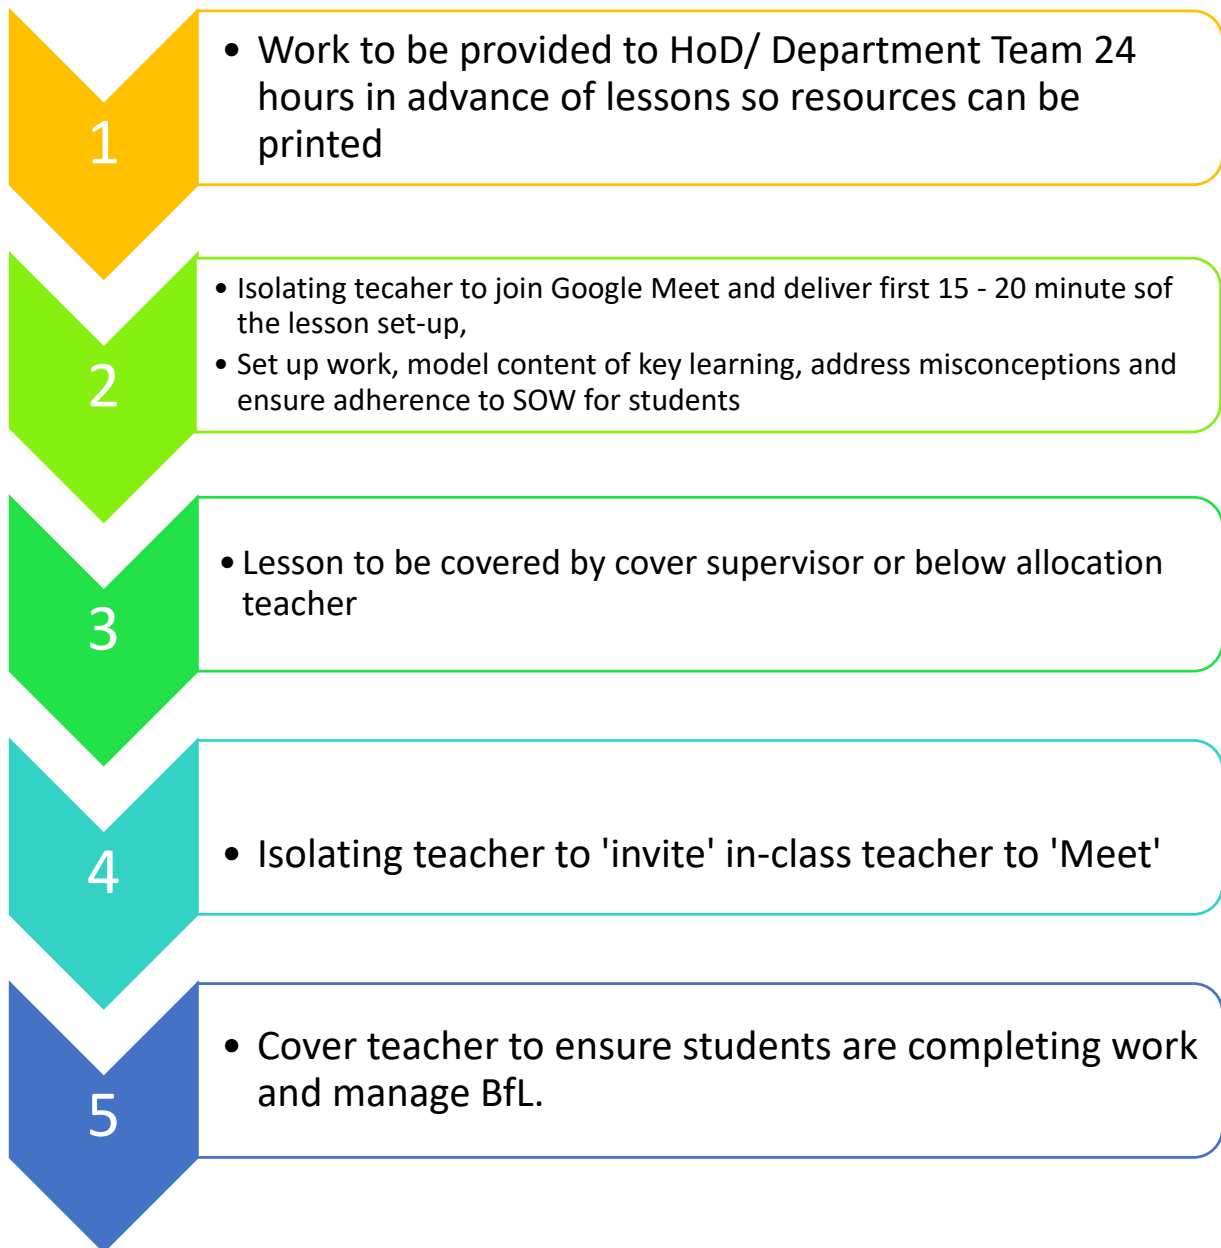 1
• Work to be provided to HoD/ Department Team 24
hours in advance of lessons so resources can be
printed
2
• Isolating tecaher to join Google Meet and deliver first 15 - 20 minute sof
the lesson set-up,
• Set up work, model content of key learning, address misconceptions and
ensure adherence to SOW for students
3
• Lesson to be covered by cover supervisor or below allocation
teacher
4
• Isolating teacher to 'invite' in-class teacher to 'Meet'
5
• Cover teacher to ensure students are completing work
and manage BfL.